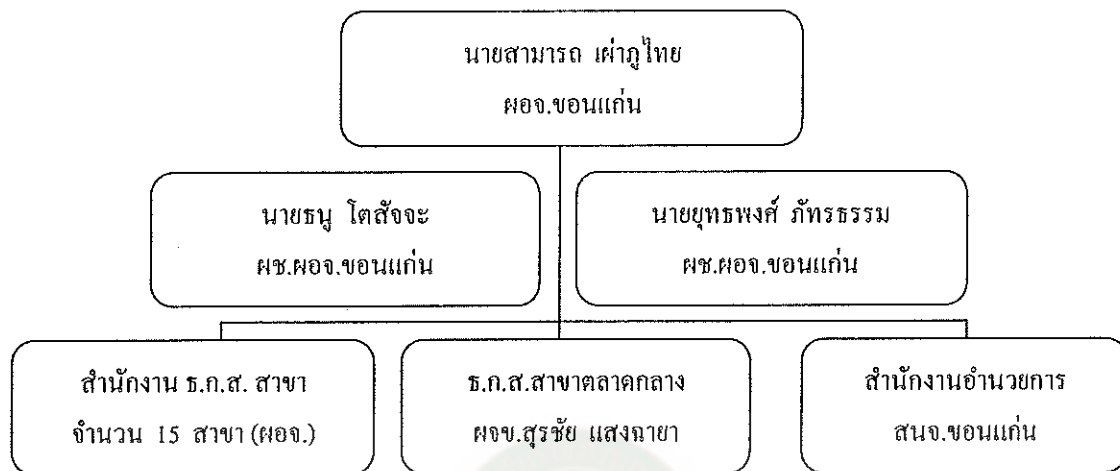 นายสามารถ เผ่าภูไทย
ผอจ.ขอนแก่น
นายธนู โตสัจจะ
ผช.ผอจ.ขอนแก่น
นายยุทธพงศ์ ภัทรธรรม
ผช.ผอจ.ขอนแก่น
สำนักงาน ธ.ก.ส. สาขา
จำนวน 15 สาขา (ผอจ.)
ธ.ก.ส.สาขาตลาดกลาง
ผจข.สุรชัย แสงฉายา
สำนักงานอำนวยการ
สนจ.ขอนแก่น